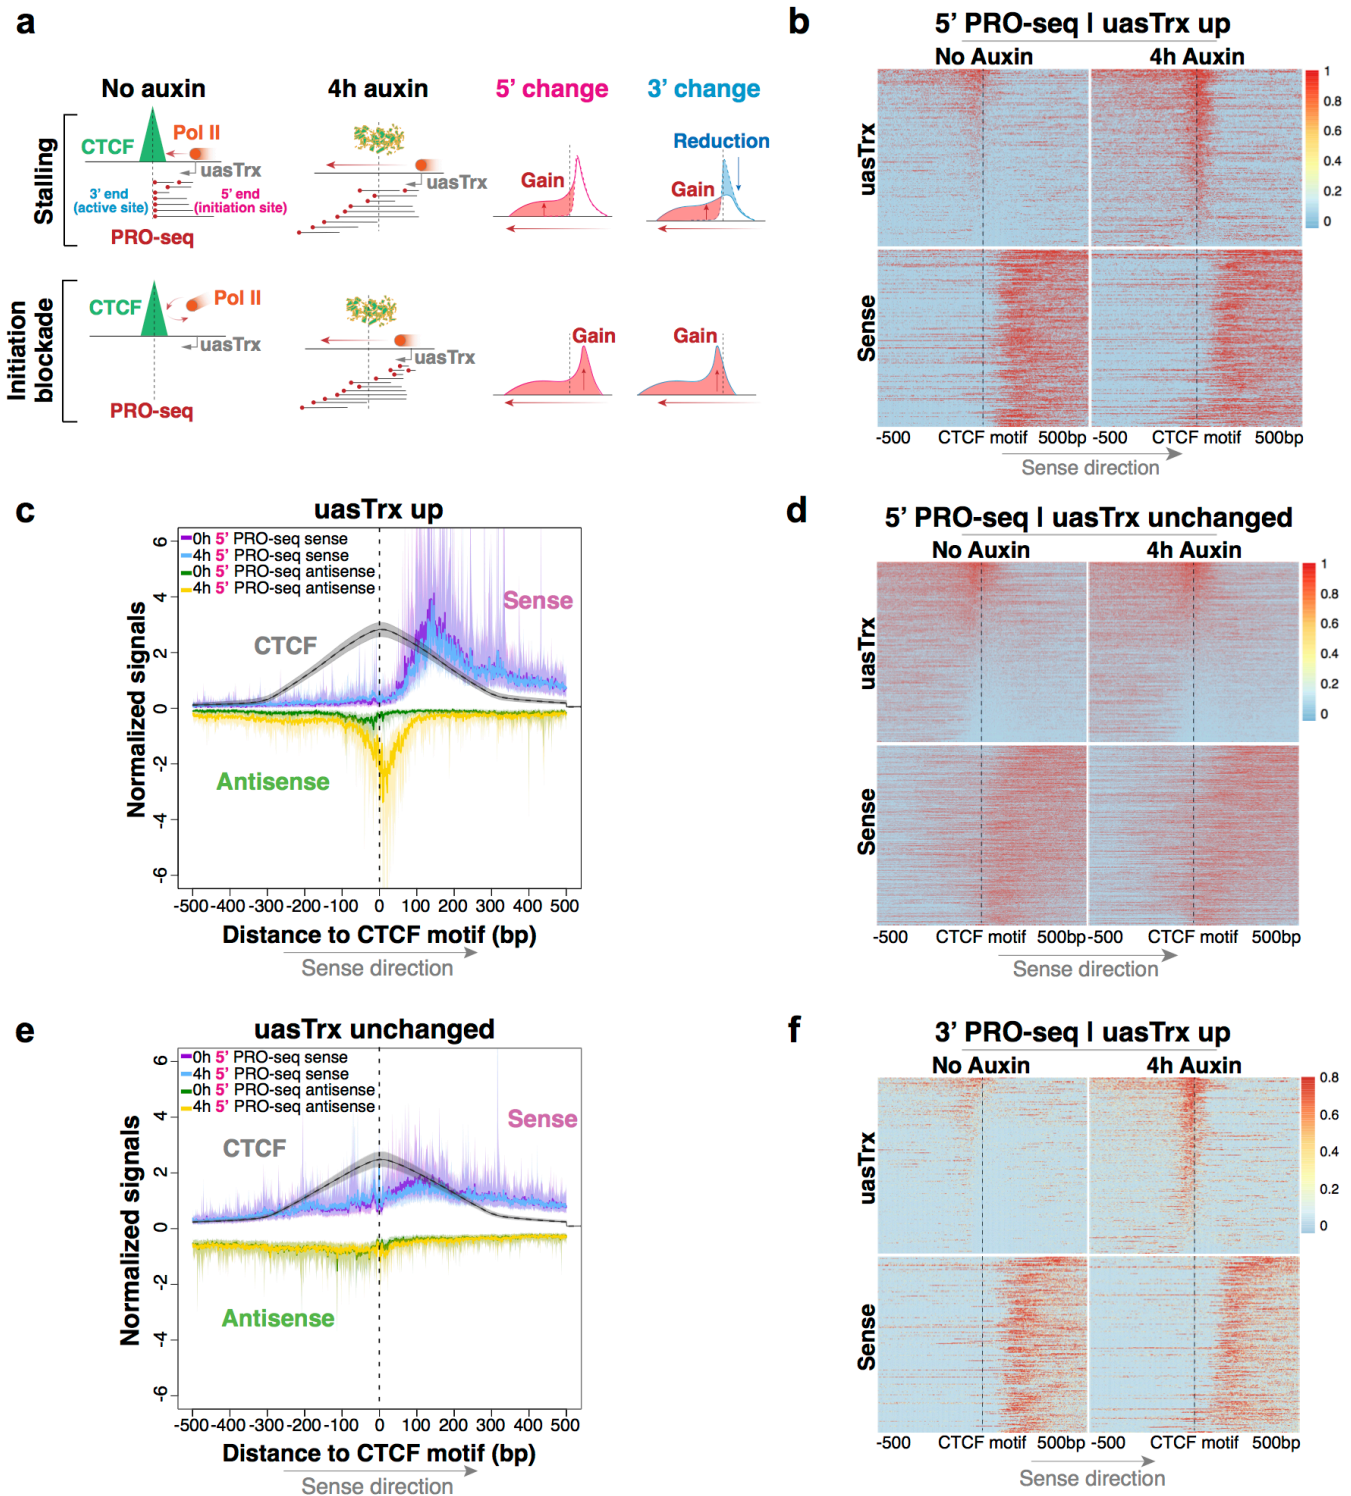 a
No auxin
4h auxin
5’ change
3’ change
Stalling
CTCF
Pol II
uasTrx
3’ end
(active site)
5’ end
(initiation site)
PRO-seq
uasTrx
Gain
Reduction
Gain
Initiation
blockade
CTCF
Pol II
uasTrx
PRO-seq
uasTrx
Gain
Gain
b
5’ PRO-seq I uasTrx up
No Auxin
4h Auxin
uasTrx
Sense
1
0.8
0.6
0.4
0.2
0
-500 CTCF motif 500bp -500 CTCF motif 500bp
Sense direction
c
uasTrx up
0h 5’ PRO-seq sense
4h 5’ PRO-seq sense
0h 5’ PRO-seq antisense
4h 5’ PRO-seq antisense
Sense
CTCF
Antisense
Normalized signals
6
4
2
0
-2
-4
-6
-500 -400 -300 -200 -100 0 100 200 300 400 500
Distance to CTCF motif (bp)
Sense direction
d
5’ PRO-seq I uasTrx unchanged
No Auxin
4h Auxin
uasTrx
Sense
1
0.8
0.6
0.4
0.2
0
-500 CTCF motif 500bp -500 CTCF motif 500bp
Sense direction
e
uasTrx unchanged
0h 5’ PRO-seq sense
4h 5’ PRO-seq sense
0h 5’ PRO-seq antisense
4h 5’ PRO-seq antisense
Sense
CTCF
Antisense
Normalized signals
6
4
2
0
-2
-4
-6
-500 -400 -300 -200 -100 0 100 200 300 400 500
Distance to CTCF motif (bp)
Sense direction
f
3’ PRO-seq I uasTrx up
No Auxin
4h Auxin
uasTrx
Sense
0.8
0.6
0.4
0.2
0
-500 CTCF motif 500bp -500 CTCF motif 500bp
Sense direction